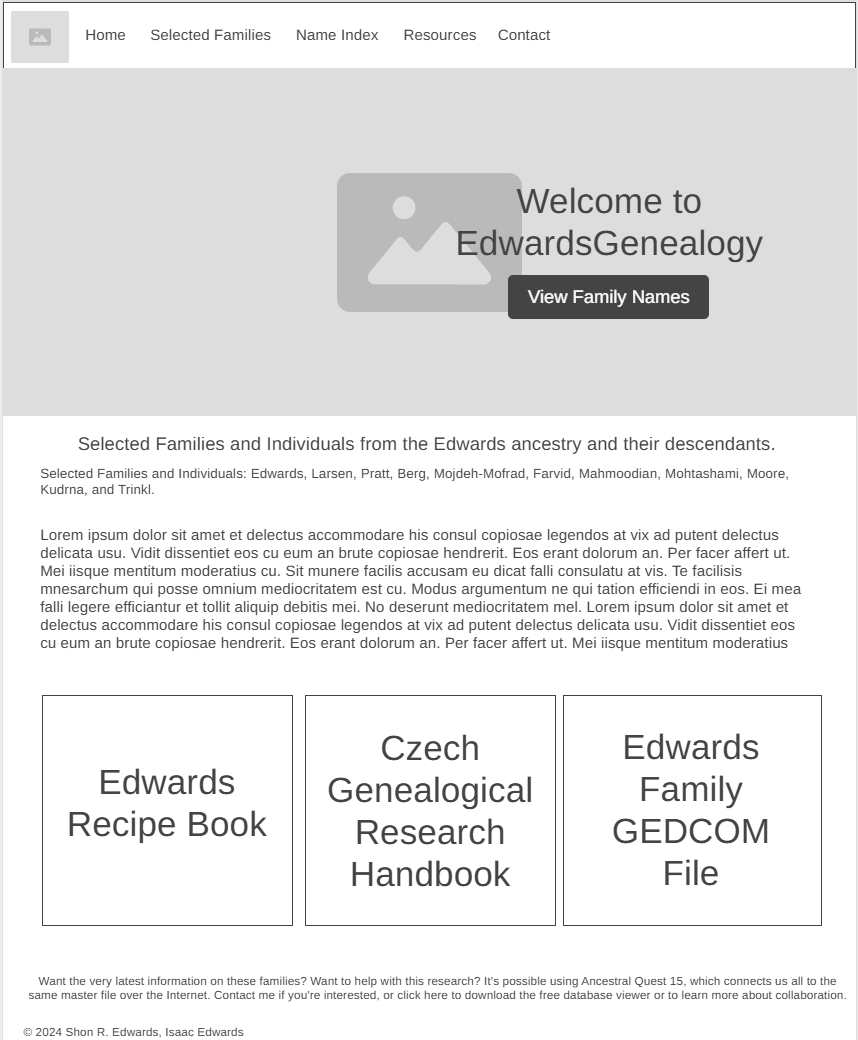 Home Selected Families Name Index Resources Contact
Welcome to
EdwardsGenealogy
View Family Names
Selected Families and Individuals from the Edwards ancestry and their descendants.
Selected Families and Individuals: Edwards, Larsen, Pratt, Berg, Mojdeh-Mofrad, Farvid, Mahmoodian, Mohtashami, Moore,
Kudrna, and Trinkl.
Lorem ipsum dolor sit amet et delectus accommodare his consul copiosae legendos at vix ad putent delectus
delicata usu. Vidit dissentiet eos cu eum an brute copiosae hendrerit. Eos erant dolorum an. Per facer affert ut.
Mei iisque mentitum moderatius cu. Sit munere facilis accusam eu dicat falli consulatu at vis. Te facilisis
mnesarchum qui posse omnium mediocritatem est cu. Modus argumentum ne qui tation efficiendi in eos. Ei mea
falli legere efficiantur et tollit aliquip debitis mei. No deserunt mediocritatem mel. Lorem ipsum dolor sit amet et
delectus accommodare his consul copiosae legendos at vix ad putent delectus delicata usu. Vidit dissentiet eos
cu eum an brute copiosae hendrerit. Eos erant dolorum an. Per facer affert ut. Mei iisque mentitum moderatius
Edwards
Recipe Book
Czech
Genealogical
Research
Handbook
Edwards
Family
GEDCOM
File
Want the very latest information on these families? Want to help with this research? It's possible using Ancestral Quest 15, which connects us all to the
same master file over the Internet. Contact me if you're interested, or click here to download the free database viewer or to learn more about collaboration.
© 2024 Shon R. Edwards, Isaac Edwards